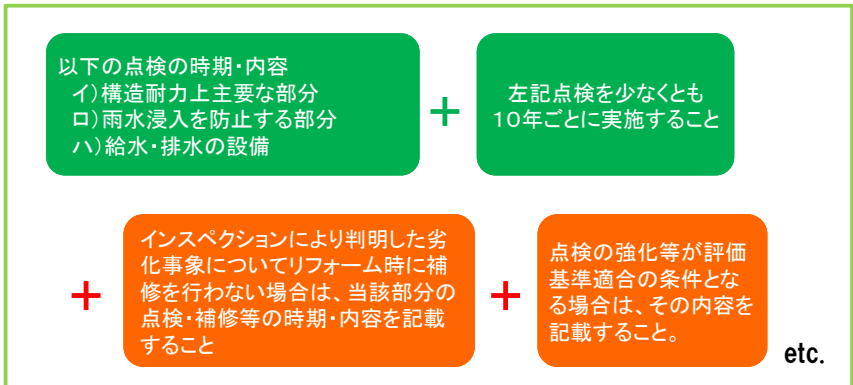 以下の点検の時期・内容
イ)構造耐力上主要な部分
ロ)雨水浸入を防止する部分
ハ)給水・排水の設備
+
左記点検を少なくとも
10年ごとに実施すること
+
インスペクションにより判明した劣
化事象についてリフォーム時に補
修を行わない場合は、当該部分の
点検・補修等の時期・内容を記載
すること
+
点検の強化等が評価
基準適合の条件とな
る場合は、その内容を
記載すること。
etc.